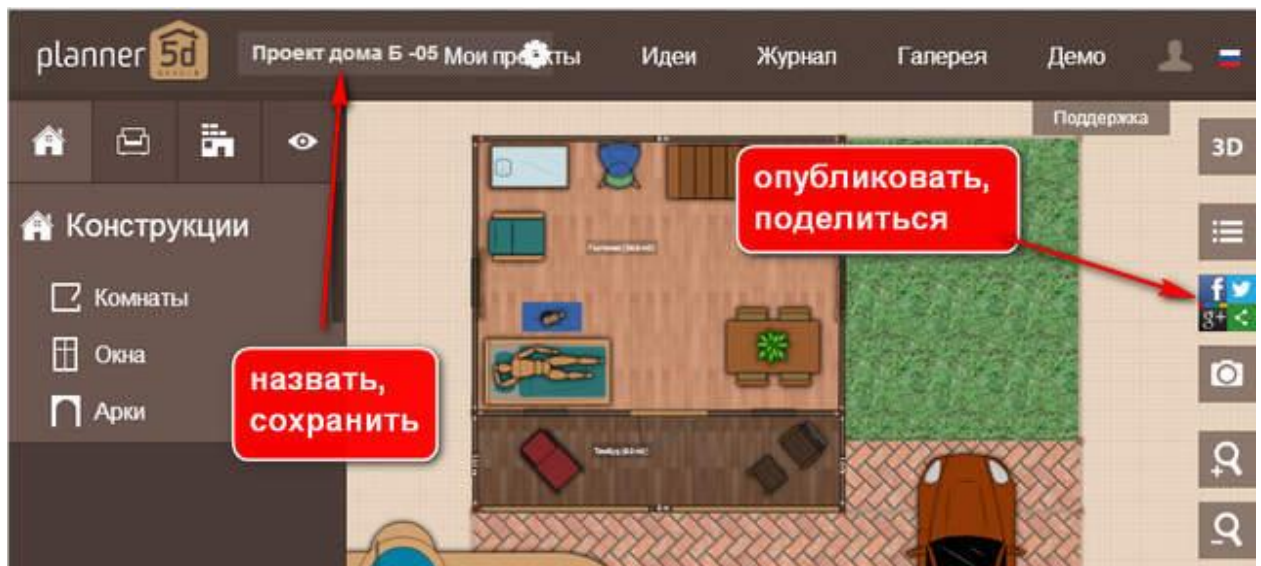 planner 5d
Проект дома Б -05
Мои проекты
Идеи
Журнал
Галерея
Демо
Поддержка
3D
Конструкции
Комнаты
Окна
Арки
назвать,
сохранить
опубликовать,
поделиться
f
g+